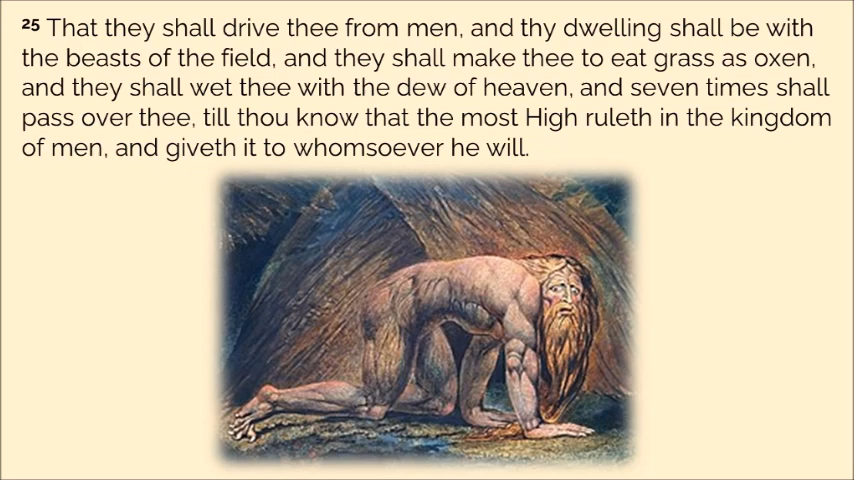 25 That they shall drive thee from men, and thy dwelling shall be with
the beasts of the field, and they shall make thee to eat grass as oxen,
and they shall wet thee with the dew of heaven, and seven times shall
pass over thee, till thou know that the most High ruleth in the kingdom
of men, and giveth it to whomsoever he will.